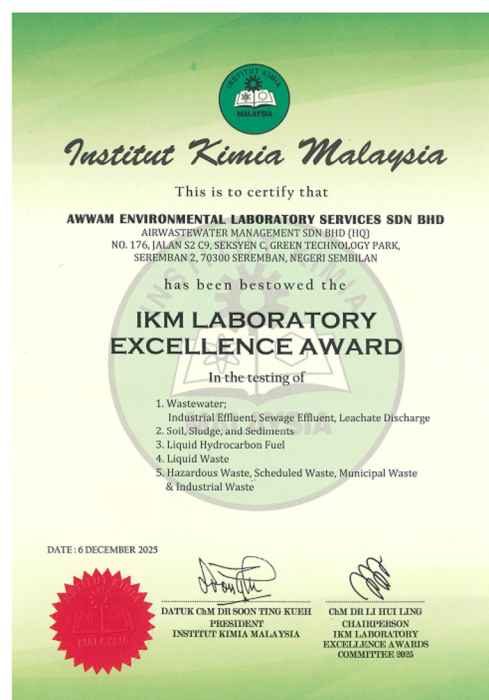 INSTITUT KIMIA
MALAYSIA
Institut Kimia Malaysia
This is to certify that
AWWAM ENVIRONMENTAL LABORATORY SERVICES SDN BHD
AIRWASTEWATER MANAGEMENT SDN BHD (HQ)
NO. 176, JALAN S2 C9, SEKSYEN C, GREEN TECHNOLOGY PARK,
SEREMBAN 2, 70300 SEREMBAN, NEGERI SEMBILAN
has been bestowed the
IKM LABORATORY
EXCELLENCE AWARD
In the testing of
1. Wastewater;
Industrial Effluent, Sewage Effluent, Leachate Discharge
2. Soil, Sludge, and Sediments
3. Liquid Hydrocarbon Fuel
4. Liquid Waste
5. Hazardous Waste, Scheduled Waste, Municipal Waste
& Industrial Waste
DATE : 6 DECEMBER 2025
DATUK ChM DR SOON TING KUEH
PRESIDENT
INSTITUT KIMIA MALAYSIA
ChM DR LI HUI LING
CHAIRPERSON
IKM LABORATORY
EXCELLENCE AWARDS
COMMITTEE 2025
MALAYSIA